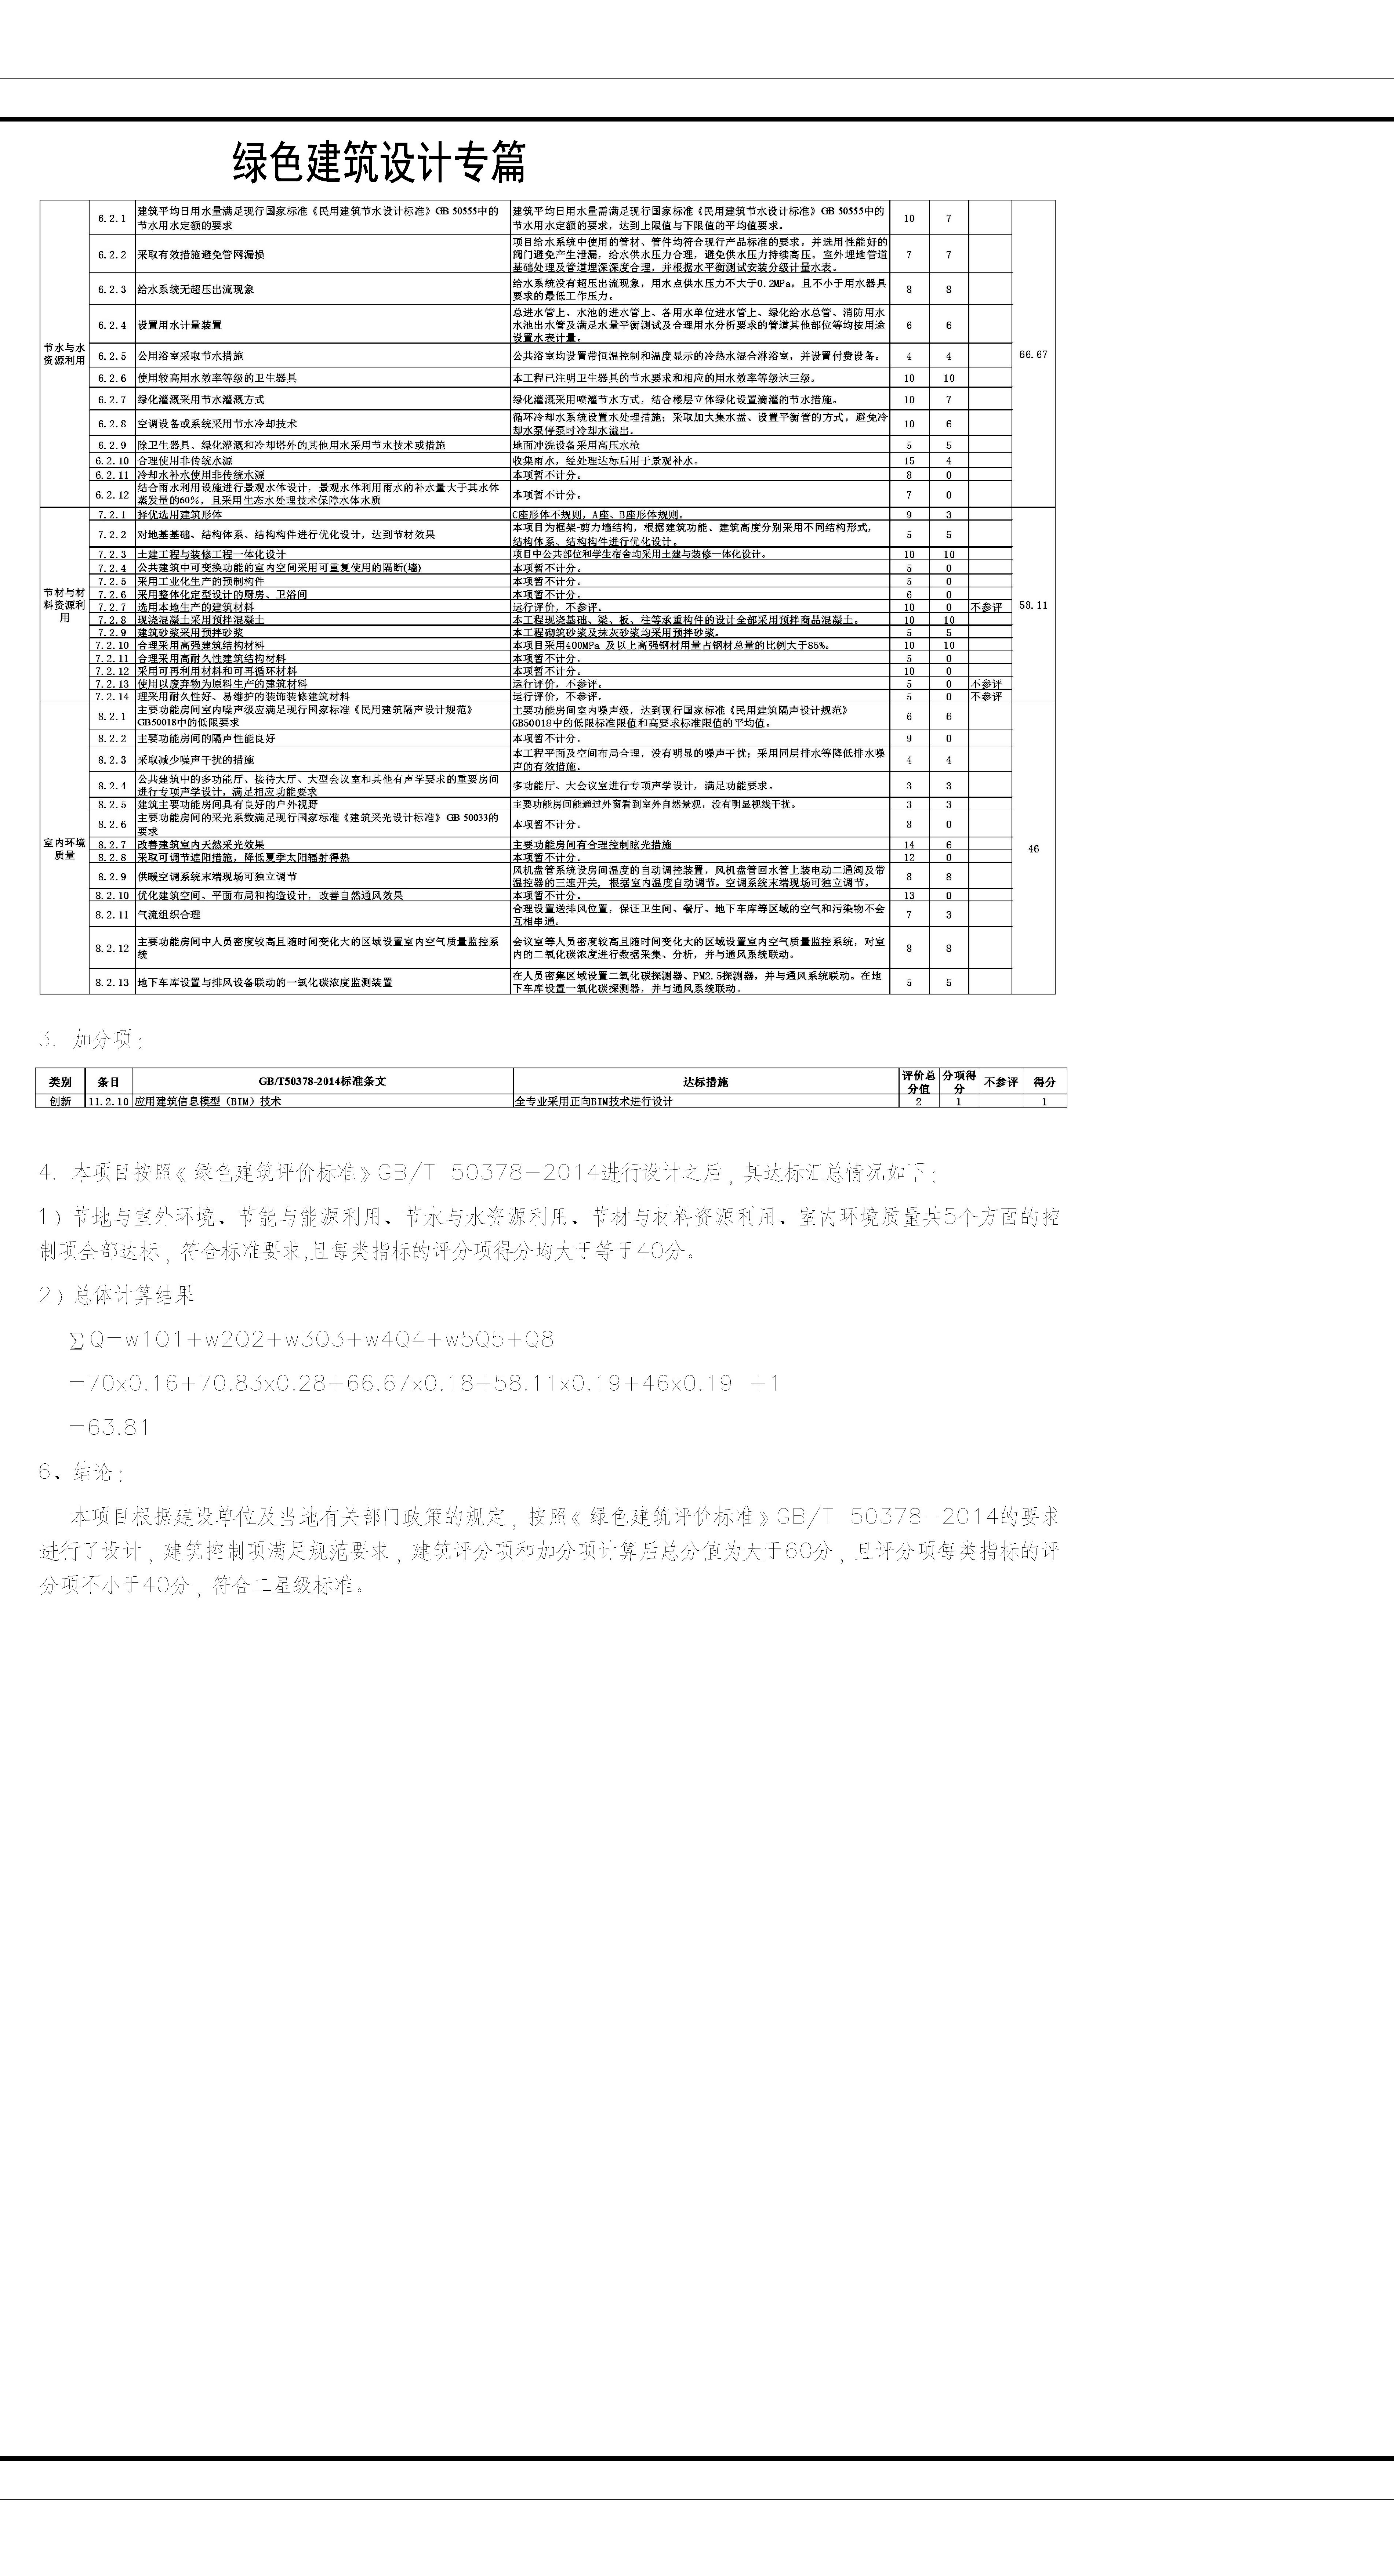 绿色建筑设计专篇
节水与水
资源利用
6.2.1
建筑平均日用水量满足现行国家标准《民用建筑节水设计标准》GB 50555中的
节水用水定额的要求
建筑平均日用水量需满足现行国家标准《民用建筑节水设计标准》GB 50555中的
节水用水定额的要求，达到上限值与下限值的平均值要求。
10 7
66.67
6.2.2 采取有效措施避免管网漏损
项目给水系统中使用的管材、管件均符合现行产品标准的要求，并选用性能好的
阀门避免产生泄漏，给水供水压力合理，避免供水压力持续高压。室外埋地管道
基础处理及管道埋深深度合理，并根据水平衡测试安装分级计量水表。
7 7
6.2.3 给水系统无超压出流现象
给水系统没有超压出流现象，用水点供水压力不大于0.2MPa，且不小于用水器具
要求的最低工作压力。
8 8
6.2.4 设置用水计量装置
总进水管上、水池的进水管上、各用水单位进水管上、绿化给水总管、消防用水
水池出水管及满足水量平衡测试及合理用水分析要求的管道其他部位等均按用途
设置水表计量。
6 6
6.2.5 公用浴室采取节水措施 公共浴室均设置带恒温控制和温度显示的冷热水混合淋浴室，并设置付费设备。 4 4
6.2.6 使用较高用水效率等级的卫生器具 本工程已注明卫生器具的节水要求和相应的用水效率等级达三级。 10 10
6.2.7 绿化灌溉采用节水灌溉方式 绿化灌溉采用喷灌节水方式，结合楼层立体绿化设置滴灌的节水措施。 10 7
6.2.8 空调设备或系统采用节水冷却技术
循环冷却水系统设置水处理措施；采取加大集水盘、设置平衡管的方式，避免冷
却水泵停泵时冷却水溢出。
10 6
6.2.9 除卫生器具、绿化灌溉和冷却塔外的其他用水采用节水技术或措施 地面冲洗设备采用高压水枪 5 5
6.2.10 合理使用非传统水源 收集雨水，经处理达标后用于景观补水。 15 4
6.2.11 冷却水补水使用非传统水源 本项暂不计分。 8 0
6.2.12
结合雨水利用设施进行景观水体设计，景观水体利用雨水的补水量大于其水体
蒸发量的60%，且采用生态水处理技术保障水体水质
本项暂不计分。 7 0
节材与材
料资源利
用
7.2.1 择优选用建筑形体 C座形体不规则，A座、B座形体规则。 9 3
58.11
7.2.2 对地基基础、结构体系、结构构件进行优化设计，达到节材效果
本项目为框架-剪力墙结构，根据建筑功能、建筑高度分别采用不同结构形式，
结构体系、结构构件进行优化设计。
5 5
7.2.3 土建工程与装修工程一体化设计 项目中公共部位和学生宿舍均采用土建与装修一体化设计。 10 10
7.2.4 公共建筑中可变换功能的室内空间采用可重复使用的隔断(墙) 本项暂不计分。 5 0
7.2.5 采用工业化生产的预制构件 本项暂不计分。 5 0
7.2.6 采用整体化定型设计的厨房、卫浴间 本项暂不计分。 6 0
7.2.7 选用本地生产的建筑材料 运行评价，不参评。 10 0 不参评
7.2.8 现浇混凝土采用预拌混凝土 本工程现浇基础、梁、板、柱等承重构件的设计全部采用预拌商品混凝土。 10 10
7.2.9 建筑砂浆采用预拌砂浆 本工程砌筑砂浆及抹灰砂浆均采用预拌砂浆。 5 5
7.2.10 合理采用高强建筑结构材料 本项目采用400MPa 及以上高强钢材用量占钢材总量的比例大于85%。 10 10
7.2.11 合理采用高耐久性建筑结构材料 本项暂不计分。 5 0
7.2.12 采用可再利用材料和可再循环材料 本项暂不计分。 10 0
7.2.13 使用以废弃物为原料生产的建筑材料 运行评价，不参评。 5 0 不参评
7.2.14 理采用耐久性好、易维护的装饰装修建筑材料 运行评价，不参评。 5 0 不参评
室内环境
质量
8.2.1
主要功能房间室内噪声级应满足现行国家标准《民用建筑隔声设计规范》
GB50018中的低限要求
主要功能房间室内噪声级，达到现行国家标准《民用建筑隔声设计规范》
GB50018中的低限标准限值和高要求标准限值的平均值。
6 6
46
8.2.2 主要功能房间的隔声性能良好 本项暂不计分。 9 0
8.2.3 采取减少噪声干扰的措施
本工程平面及空间布局合理，没有明显的噪声干扰；采用同层排水等降低排水噪
声的有效措施。
4 4
8.2.4
公共建筑中的多功能厅、接待大厅、大型会议室和其他有声学要求的重要房间
进行专项声学设计，满足相应功能要求
多功能厅、大会议室进行专项声学设计，满足功能要求。 3 3
8.2.5 建筑主要功能房间具有良好的户外视野 主要功能房间能通过外窗看到室外自然景观，没有明显视线干扰。 3 3
8.2.6
主要功能房间的采光系数满足现行国家标准《建筑采光设计标准》GB 50033的
要求
本项暂不计分。 8 0
8.2.7 改善建筑室内天然采光效果 主要功能房间有合理控制眩光措施 14 6
8.2.8 采取可调节遮阳措施，降低夏季太阳辐射得热 本项暂不计分。 12 0
8.2.9 供暖空调系统末端现场可独立调节
风机盘管系统设房间温度的自动调控装置，风机盘管回水管上装电动二通阀及带
温控器的三速开关，根据室内温度自动调节。空调系统末端现场可独立调节。
8 8
8.2.10 优化建筑空间、平面布局和构造设计，改善自然通风效果 本项暂不计分。 13 0
8.2.11 气流组织合理
合理设置送排风位置，保证卫生间、餐厅、地下车库等区域的空气和污染物不会
互相串通。
7 3
8.2.12
主要功能房间中人员密度较高且随时间变化大的区域设置室内空气质量监控系
统
会议室等人员密度较高且随时间变化大的区域设置室内空气质量监控系统，对室
内的二氧化碳浓度进行数据采集、分析，并与通风系统联动。
8 8
8.2.13 地下车库设置与排风设备联动的一氧化碳浓度监测装置
在人员密集区域设置二氧化碳探测器、PM2.5探测器，并与通风系统联动。在地
下车库设置一氧化碳探测器，并与通风系统联动。
5 5
3. 加分项：
类别 条目 GB/T50378-2014标准条文 达标措施 评价总分值 分项得分 不参评 得分
创新 11.2.10 应用建筑信息模型（BIM）技术 全专业采用正向BIM技术进行设计 2 1 1
4. 本项目按照《绿色建筑评价标准》GB/T 50378-2014进行设计之后，其达标汇总情况如下：
1）节地与室外环境、节能与能源利用、节水与水资源利用、节材与材料资源利用、室内环境质量共5个方面的控
制项全部达标，符合标准要求,且每类指标的评分项得分均大于等于40分。
2）总体计算结果
∑Q=w1Q1+w2Q2+w3Q3+w4Q4+w5Q5+Q8
=70x0.16+70.83x0.28+66.67x0.18+58.11x0.19+46x0.19 +1
=63.81
6、结论：
本项目根据建设单位及当地有关部门政策的规定，按照《绿色建筑评价标准》GB/T 50378-2014的要求
进行了设计，建筑控制项满足规范要求，建筑评分项和加分项计算后总分值为大于60分，且评分项每类指标的评
分项不小于40分，符合二星级标准。